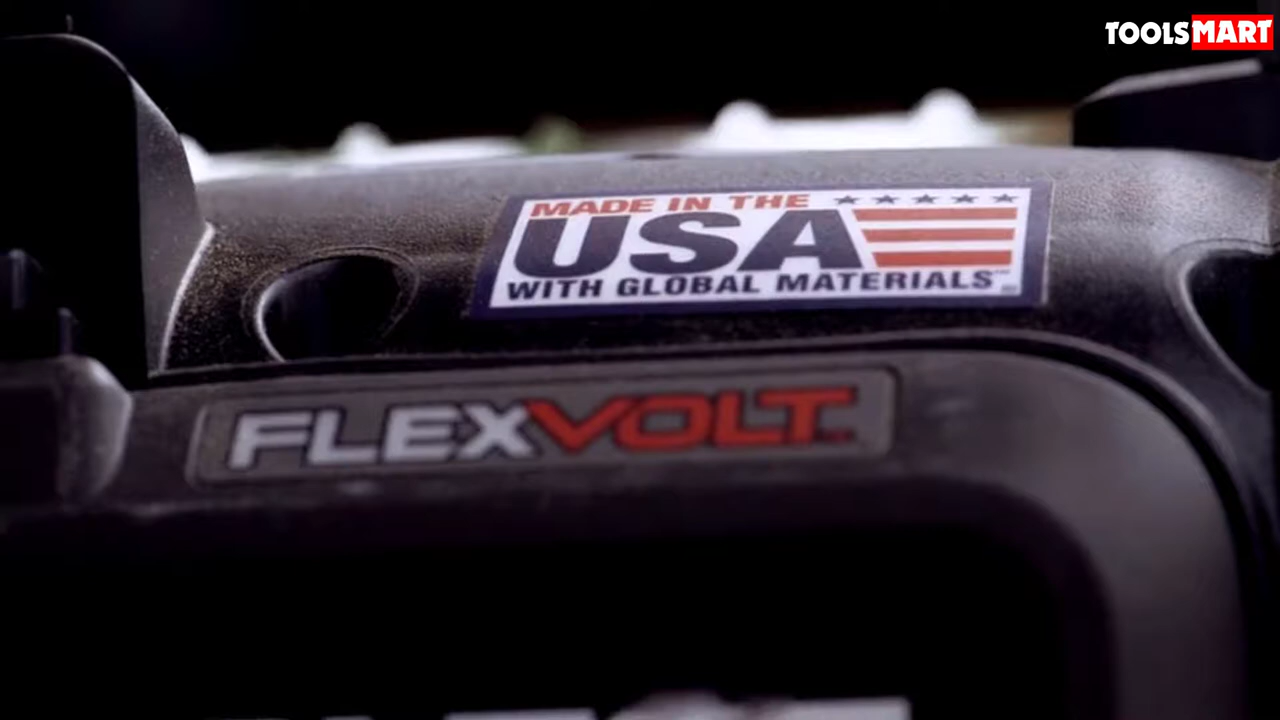 TOOLSMART
MADE IN THE
USA
WITH GLOBAL MATERIALS
FLEXVOLT